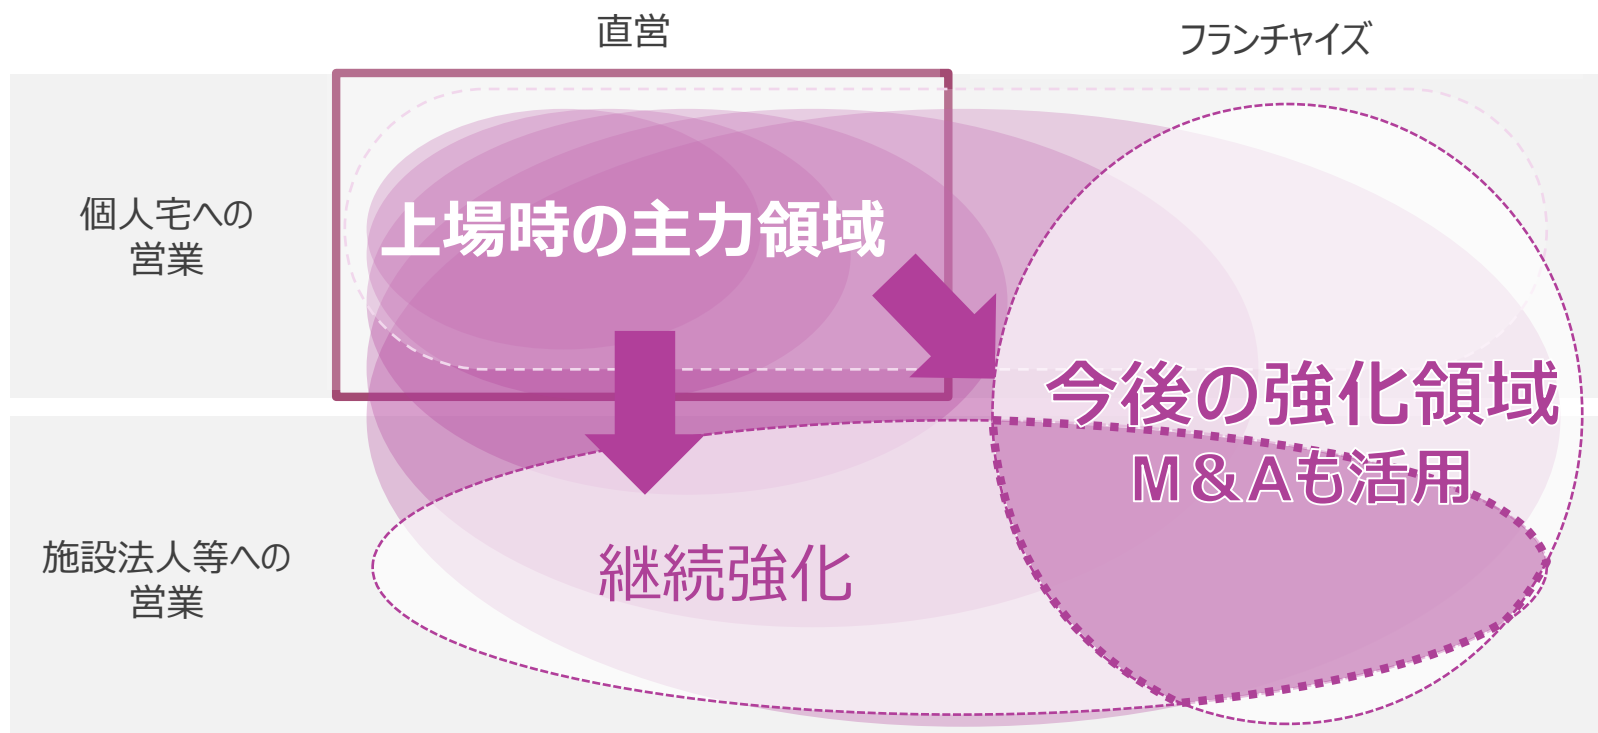 直営
フランチャイズ
個人宅への
営業
上場時の主力領域
今後の強化領域
M&Aも活用
施設法人等への
営業
継続強化